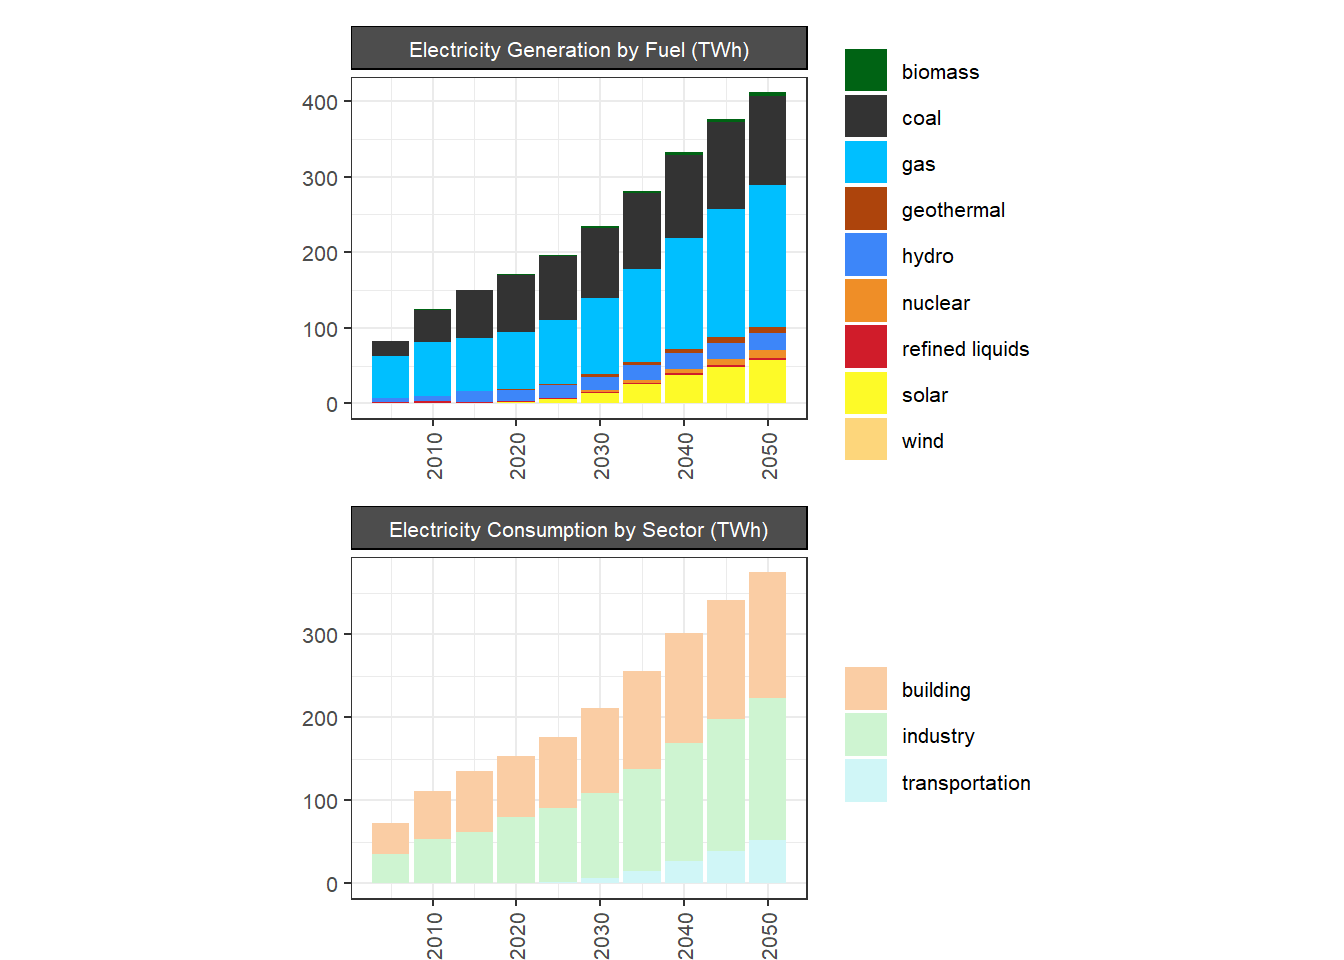 Electricity Generation by Fuel (TWh)
400
300
200
100
0
2010
2020
2030
2040
2050
biomass
coal
gas
geothermal
hydro
nuclear
refined liquids
solar
wind
Electricity Consumption by Sector (TWh)
300
200
100
0
2010
2020
2030
2040
2050
building
industry
transportation